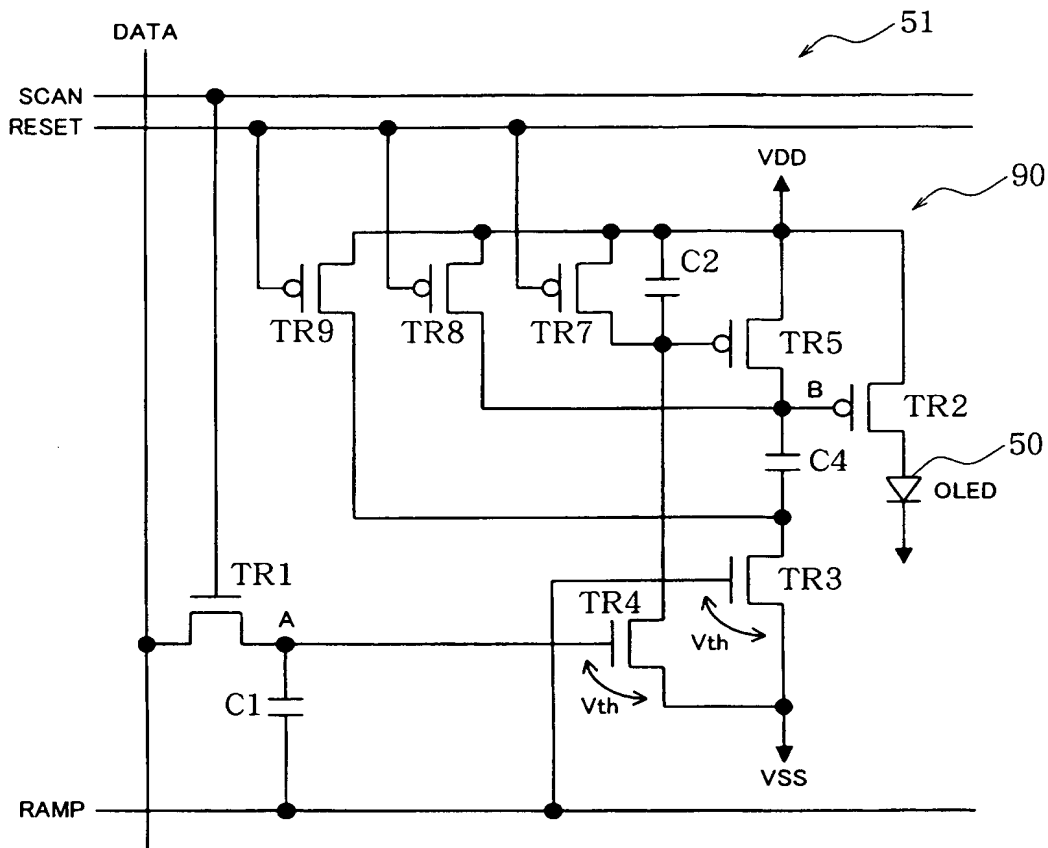 DATA
51
SCAN
RESET
VDD
90
C2
TR9
TR8
TR7
TR5
B
TR2
C4
50
OLED
TR1
A
TR4
TR3
Vth
Vth
C1
VSS
RAMP